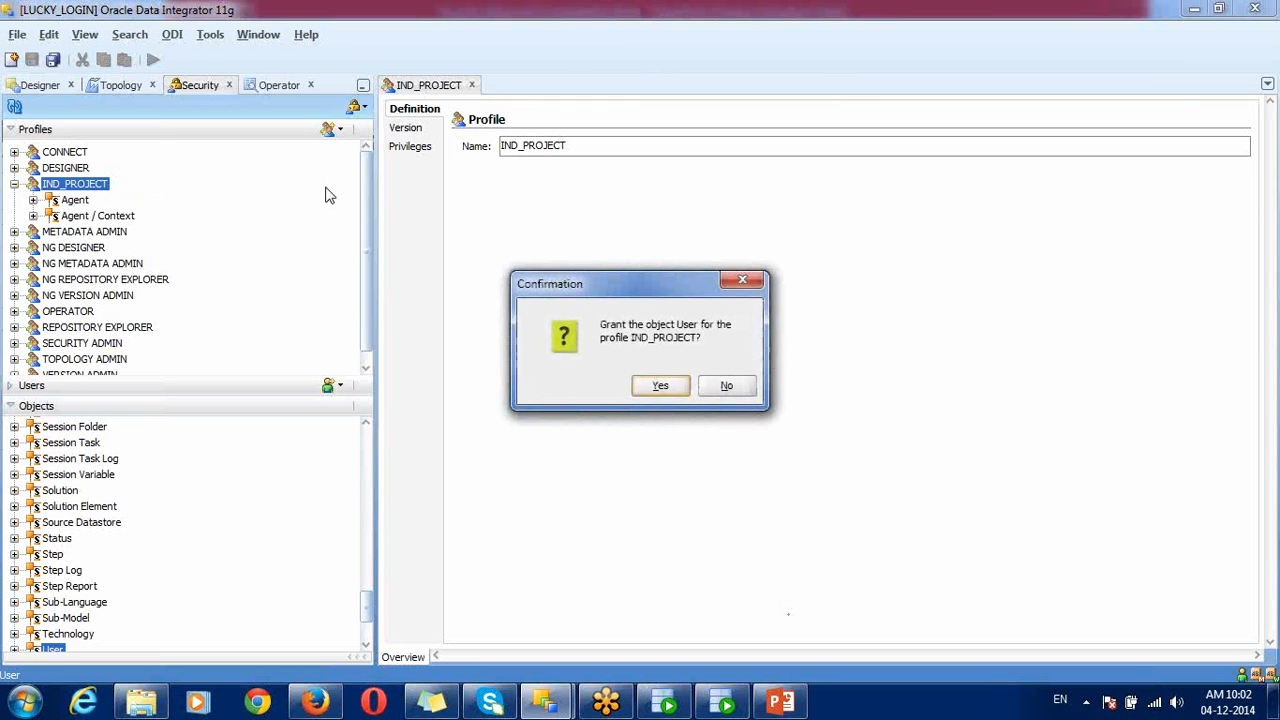 [LUCKY_LOGIN] Oracle Data Integrator 11g
File Edit View Search ODI Tools Window Help
Designer Topology Security Operator
IND_PROJECT
Profiles
CONNECT
DESIGNER
IND_PROJECT
Agent
Agent / Context
METADATA ADMIN
NG DESIGNER
NG METADATA ADMIN
NG REPOSITORY EXPLORER
NG VERSION ADMIN
OPERATOR
REPOSITORY EXPLORER
SECURITY ADMIN
TOPOLOGY ADMIN
VERSION ADMIN
Users
Objects
Session Folder
Session Task
Session Task Log
Session Variable
Solution
Solution Element
Source Datastore
Status
Step
Step Log
Step Report
Sub-Language
Sub-Model
Technology
User
Definition
Version
Privileges
Profile
Name: IND_PROJECT
Confirmation
Grant the object User for the
profile IND_PROJECT?
Yes No
Overview
User
EN
AM 10:02
04-12-2014